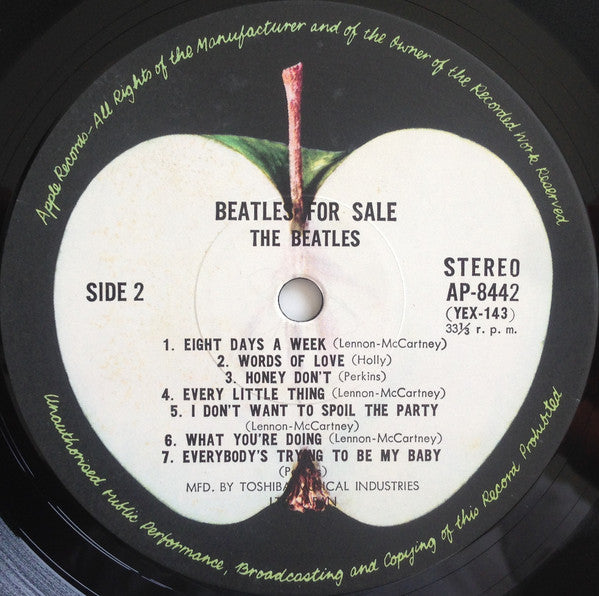 Apple Records-All Rights of the Manufacturer and of the Owner of the Recorded Work Reserved
BEATLES FOR SALE
THE BEATLES
SIDE 2
STEREO
AP-8442
(YEX-143)
33⅓ r. p. m.
1. EIGHT DAYS A WEEK (Lennon-McCartney)
2. WORDS OF LOVE (Holly)
3. HONEY DON'T (Perkins)
4. EVERY LITTLE THING (Lennon-McCartney)
5. I DON'T WANT TO SPOIL THE PARTY
(Lennon-McCartney)
6. WHAT YOU'RE DOING (Lennon-McCartney)
7. EVERYBODY'S TRYING TO BE MY BABY
MFD. BY TOSHIBA MUSICAL INDUSTRIES
Unauthorised Public Performance, Broadcasting and Copying of this Record Prohibited